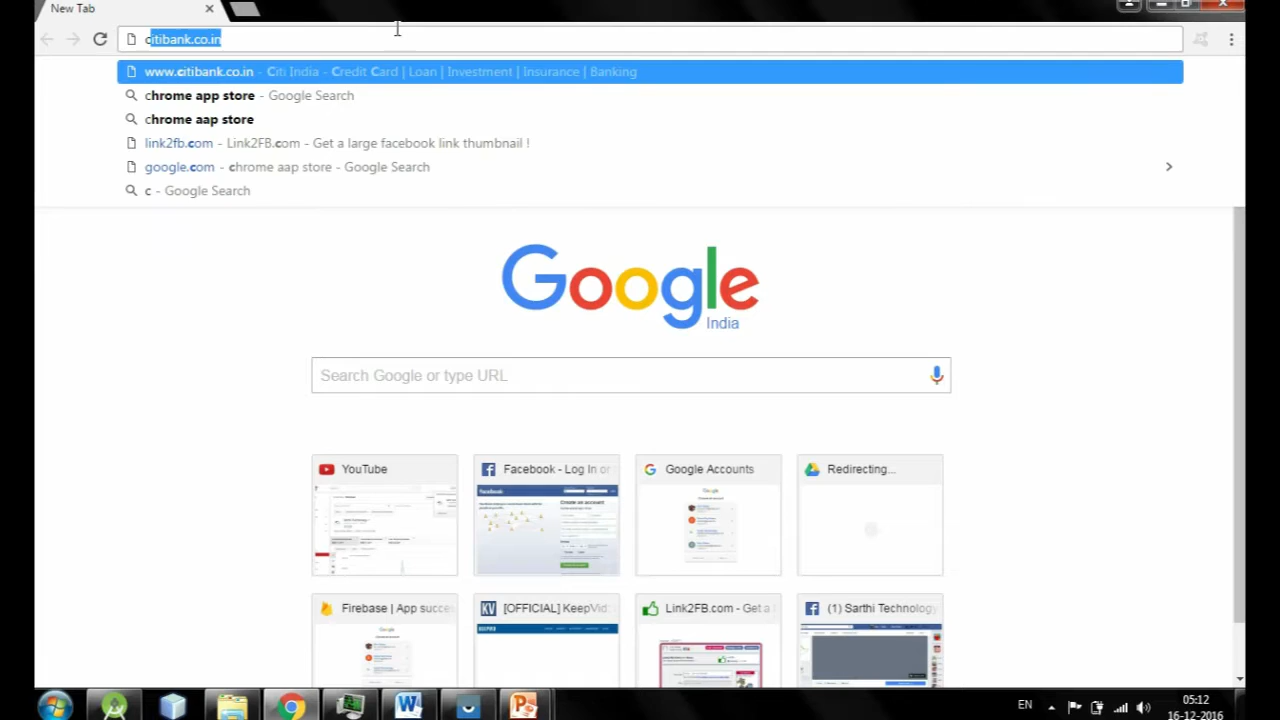 New Tab
citibank.co.in
www.citibank.co.in - Citi India - Credit Card | Loan | Investment | Insurance | Banking
chrome app store - Google Search
chrome aap store
link2fb.com - Link2FB.com - Get a large facebook link thumbnail !
google.com - chrome aap store - Google Search
c - Google Search
Google
India
Search Google or type URL
YouTube
Facebook - Log In or
Google Accounts
Redirecting...
Firebase | App succe
[OFFICIAL] KeepVid:
Link2FB.com - Get a l
(1) Sarthi Technology
EN
05:12
16-12-2016